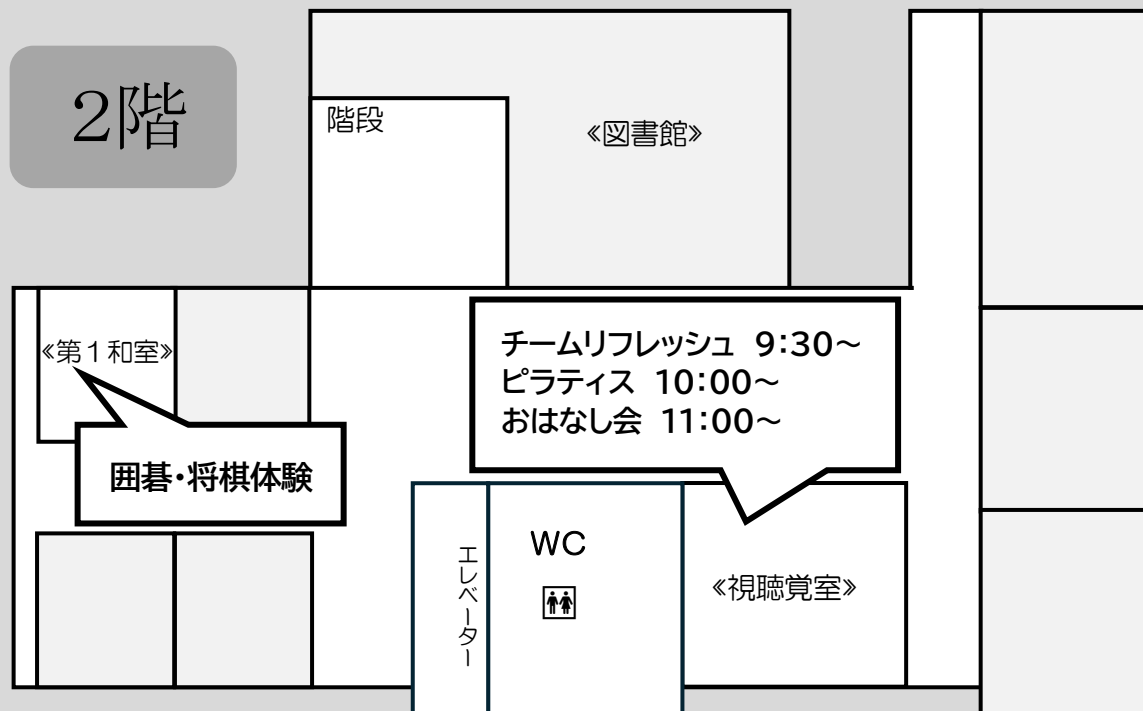 2階
階段
≪図書館≫
≪第1和室≫
チームリフレッシュ 9:30~
ピラティス 10:00~
おはなし会 11:00~
囲碁・将棋体験
エレベーター
WC
≪視聴覚室≫